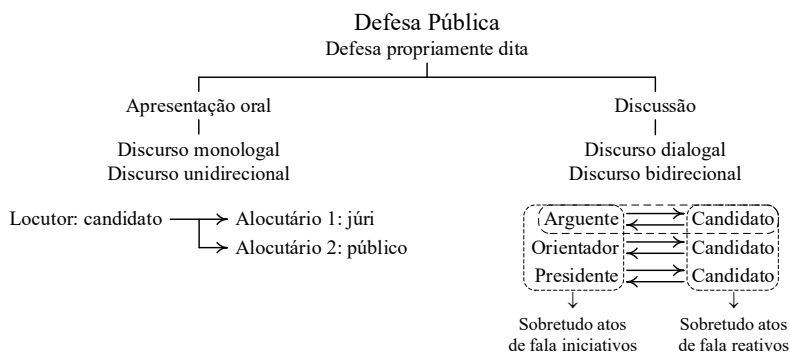 Defesa Pública
Defesa propriamente dita
Apresentação oral
Discurso monologal
Discurso unidirecional
Locutor: candidato
Alocutário 1: júri
Alocutário 2: público
Discussão
Discurso dialogal
Discurso bidirecional
Arguente Candidato
Orientador Candidato
Presidente Candidato
Sobretudo atos
de fala iniciativos
Sobretudo atos
de fala reativos